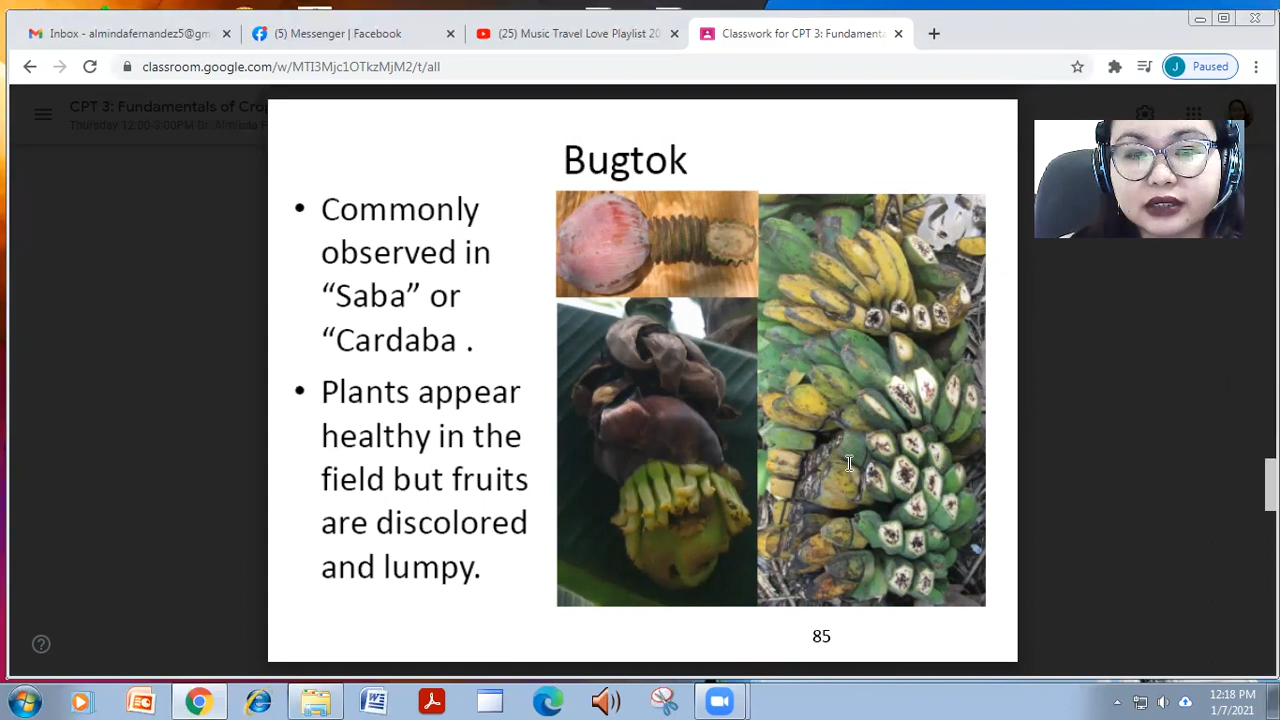 Inbox - almindafernandez5@gm
(5) Messenger | Facebook
(25) Music Travel Love Playlist 20
Classwork for CPT 3: Fundamenta
classroom.google.com/w/MTI3Mjc1OTkzMjM2/t/all
J Paused
CPT 3: Fundamentals of Crop
Thursday 12:00-3:00PM Dr. Alminda F
Bugtok
• Commonly
observed in
“Saba” or
“Cardaba .
• Plants appear
healthy in the
field but fruits
are discolored
and lumpy.
85
12:18 PM
1/7/2021